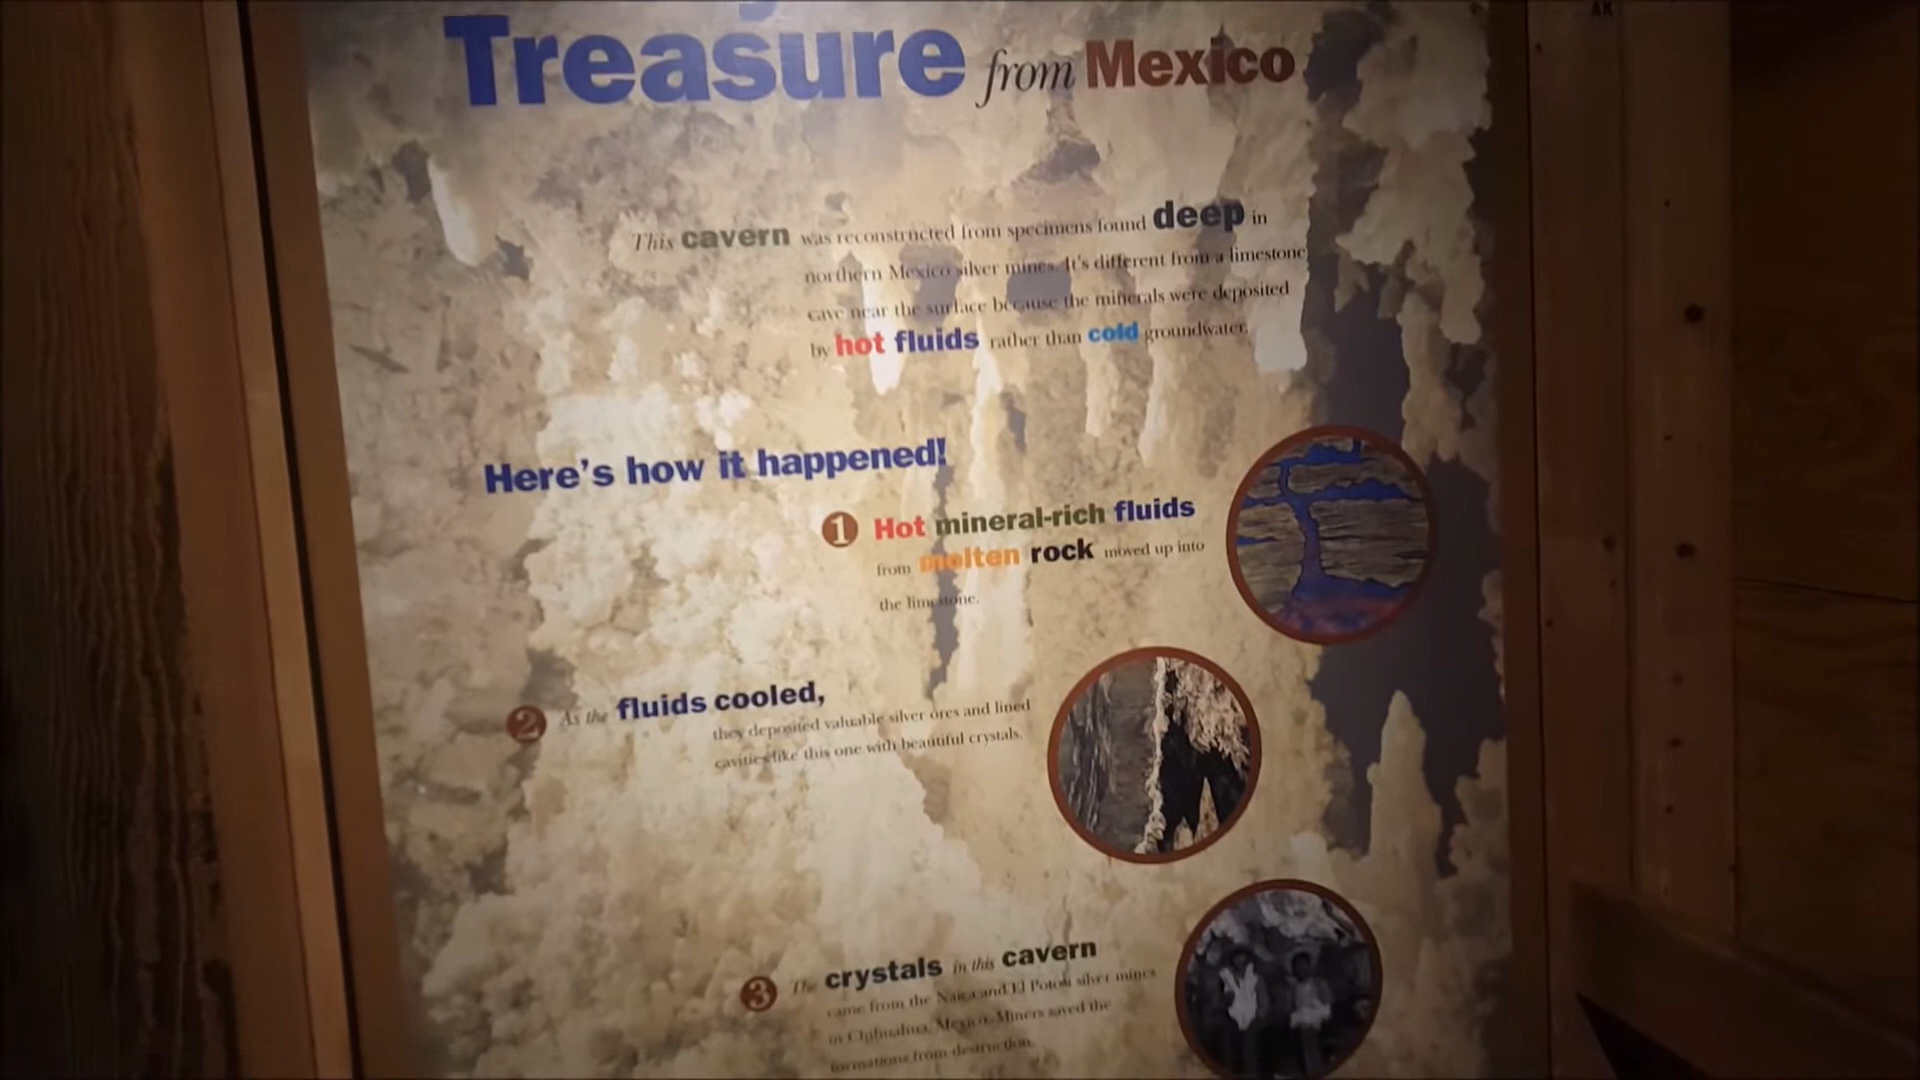 Treasure from Mexico
This cavern was reconstructed from specimens found deep in
northern Mexico silver mines. It's different from a limestone
cave near the surface because the minerals were deposited
by hot fluids rather than cold groundwater.
Here's how it happened!
1 Hot mineral-rich fluids
from molten rock moved up into
the limestone.
2 As the fluids cooled,
they deposited valuable silver ores and lined
cavities like this one with beautiful crystals.
3 The crystals in this cavern
came from the Naica and El Potosi silver mines
in Chihuahua, Mexico. Miners saved the
formations from destruction.
AK